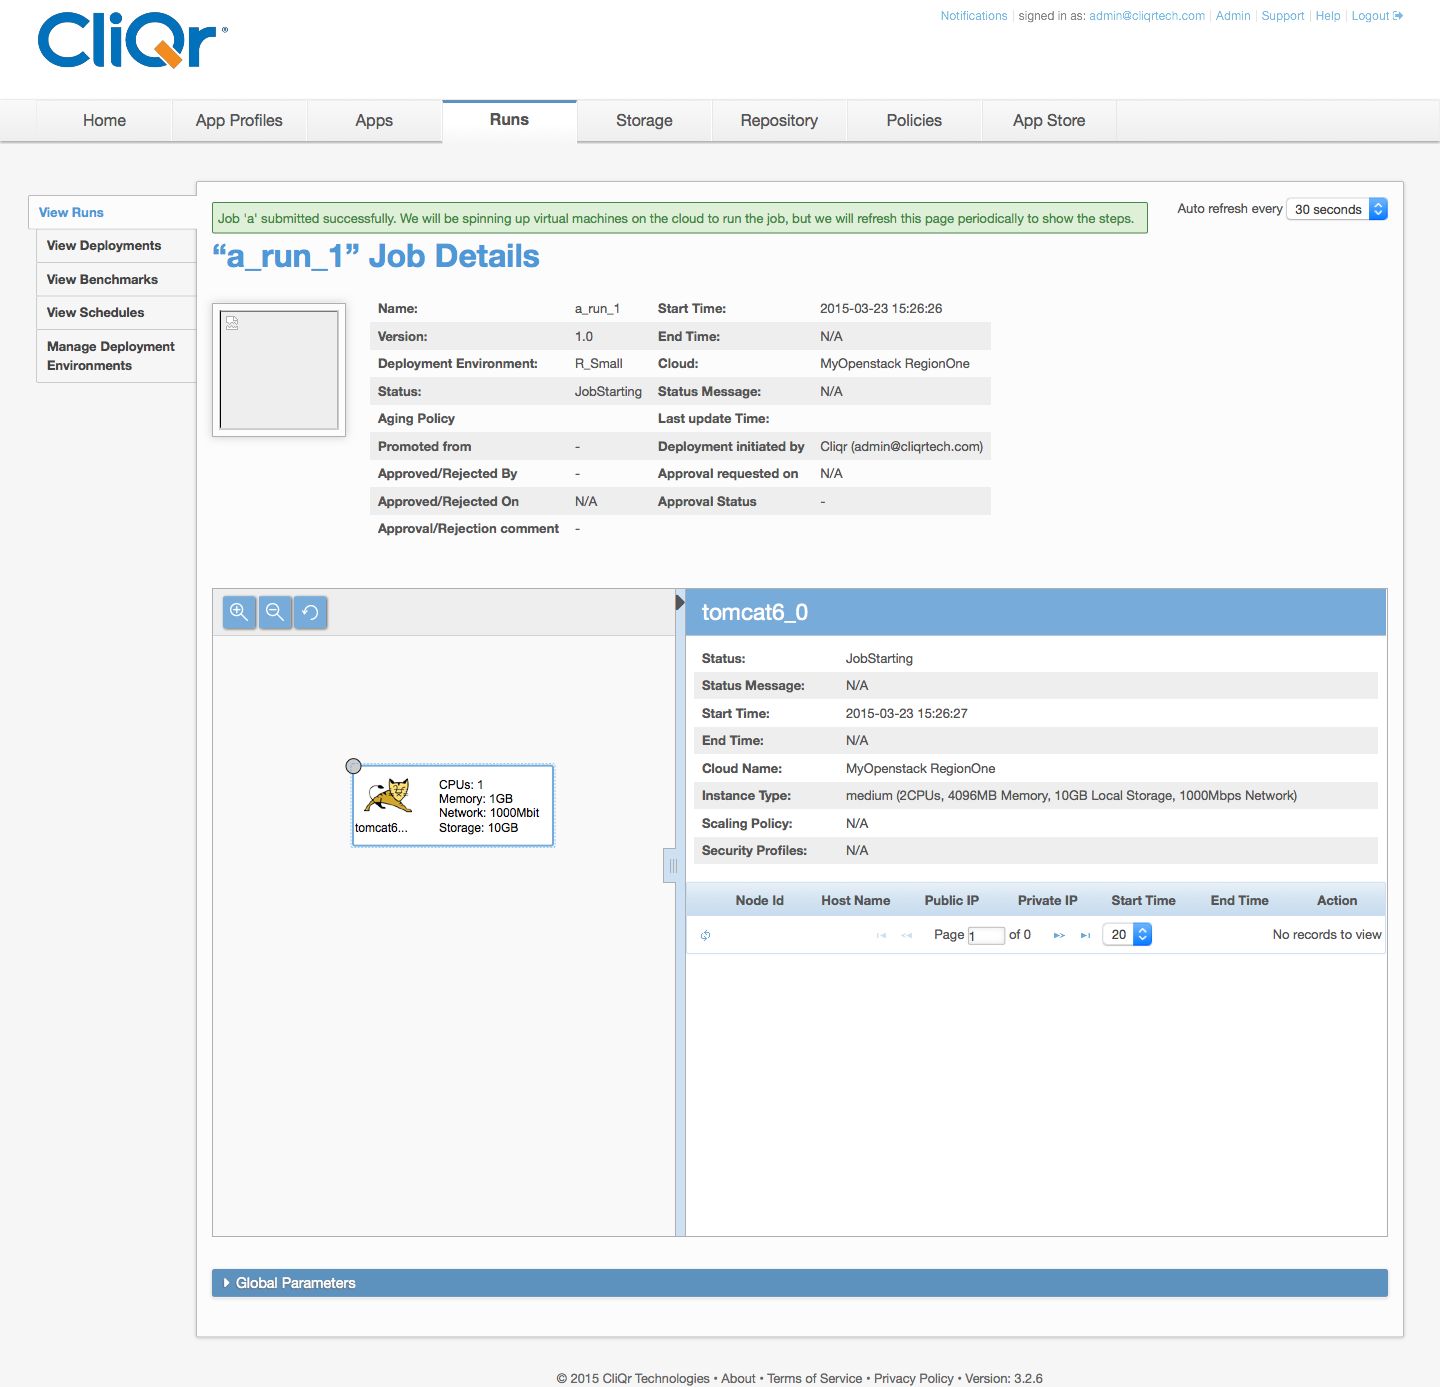 CliQr®
Notifications | signed in as: admin@cliqrtech.com | Admin | Support | Help | Logout
Home App Profiles Apps Runs Storage Repository Policies App Store
View Runs
View Deployments
View Benchmarks
View Schedules
Manage Deployment
Environments
Job 'a' submitted successfully. We will be spinning up virtual machines on the cloud to run the job, but we will refresh this page periodically to show the steps.
Auto refresh every 30 seconds
“a_run_1” Job Details
Name: a_run_1 Start Time: 2015-03-23 15:26:26
Version: 1.0 End Time: N/A
Deployment Environment: R_Small Cloud: MyOpenstack RegionOne
Status: JobStarting Status Message: N/A
Aging Policy Last update Time:
Promoted from - Deployment initiated by Cliqr (admin@cliqrtech.com)
Approved/Rejected By - Approval requested on N/A
Approved/Rejected On N/A Approval Status -
Approval/Rejection comment -
CPUs: 1
Memory: 1GB
Network: 1000Mbit
tomcat6... Storage: 10GB
tomcat6_0
Status: JobStarting
Status Message: N/A
Start Time: 2015-03-23 15:26:27
End Time: N/A
Cloud Name: MyOpenstack RegionOne
Instance Type: medium (2CPUs, 4096MB Memory, 10GB Local Storage, 1000Mbps Network)
Scaling Policy: N/A
Security Profiles: N/A
Node Id Host Name Public IP Private IP Start Time End Time Action
Page 1 of 0 20 No records to view
Global Parameters
© 2015 CliQr Technologies • About • Terms of Service • Privacy Policy • Version: 3.2.6